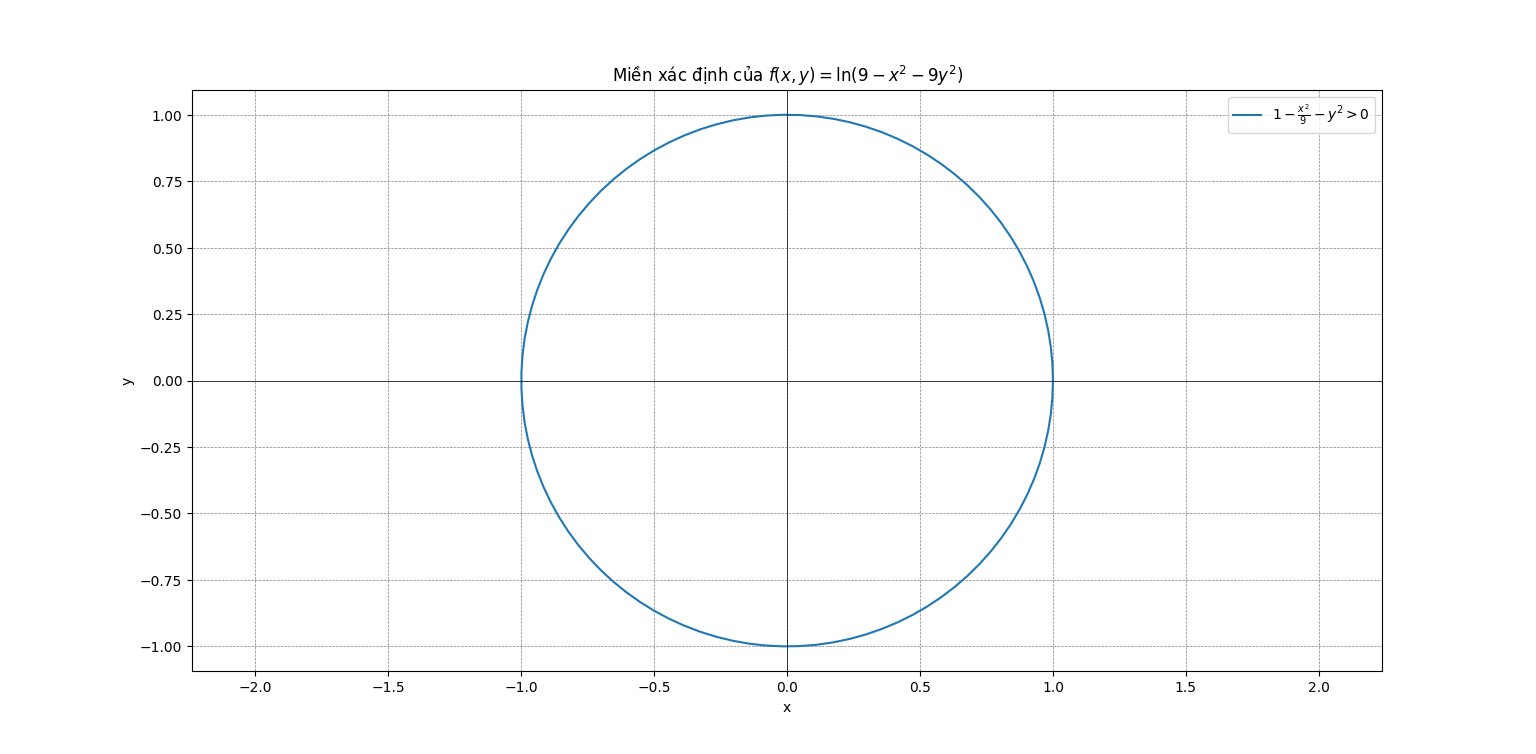 Miền xác định của f(x, y) = ln(9 − x² − 9y²)
1 − x²/9 − y² > 0
1.00
0.75
0.50
0.25
0.00
−0.25
−0.50
−0.75
−1.00
y
−2.0 −1.5 −1.0 −0.5 0.0 0.5 1.0 1.5 2.0
x